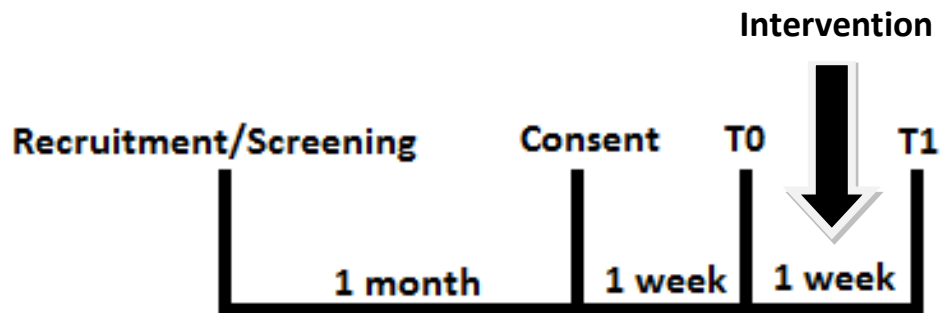 Intervention
Recruitment/Screening Consent T0 T1
1 month 1 week 1 week